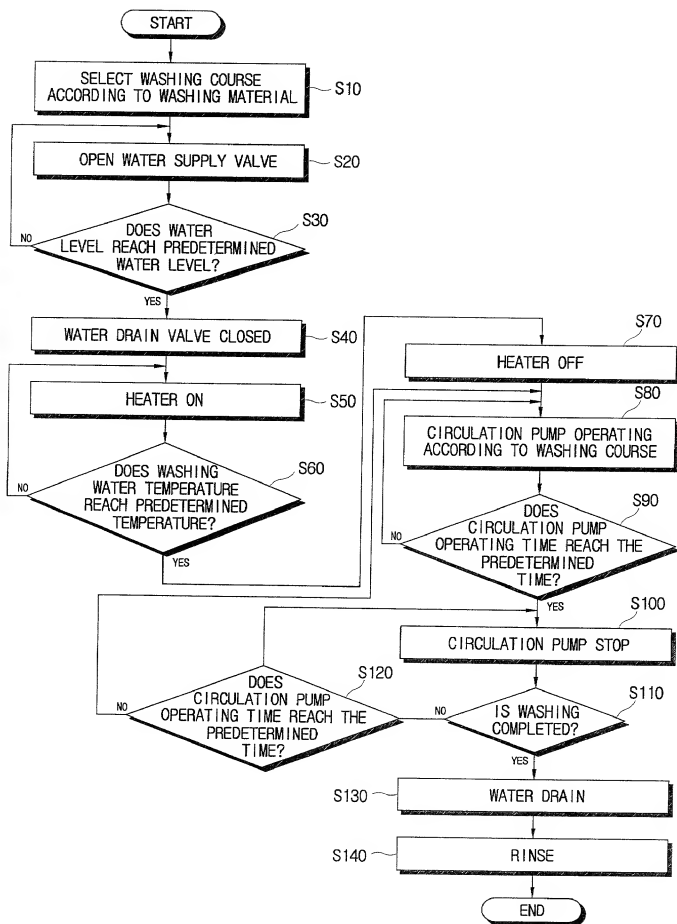 START
SELECT WASHING COURSE
ACCORDING TO WASHING MATERIAL
S10
OPEN WATER SUPPLY VALVE
S20
DOES WATER
LEVEL REACH PREDETERMINED
WATER LEVEL?
S30
NO
YES
WATER DRAIN VALVE CLOSED
S40
HEATER ON
S50
DOES WASHING
WATER TEMPERATURE
REACH PREDETERMINED
TEMPERATURE?
S60
NO
YES
HEATER OFF
S70
CIRCULATION PUMP OPERATING
ACCORDING TO WASHING COURSE
S80
DOES
CIRCULATION PUMP
OPERATING TIME REACH THE
PREDETERMINED
TIME?
S90
NO
YES
CIRCULATION PUMP STOP
S100
IS WASHING
COMPLETED?
S110
NO
YES
DOES
CIRCULATION PUMP
OPERATING TIME REACH THE
PREDETERMINED
TIME?
S120
NO
S130
WATER DRAIN
S140
RINSE
END